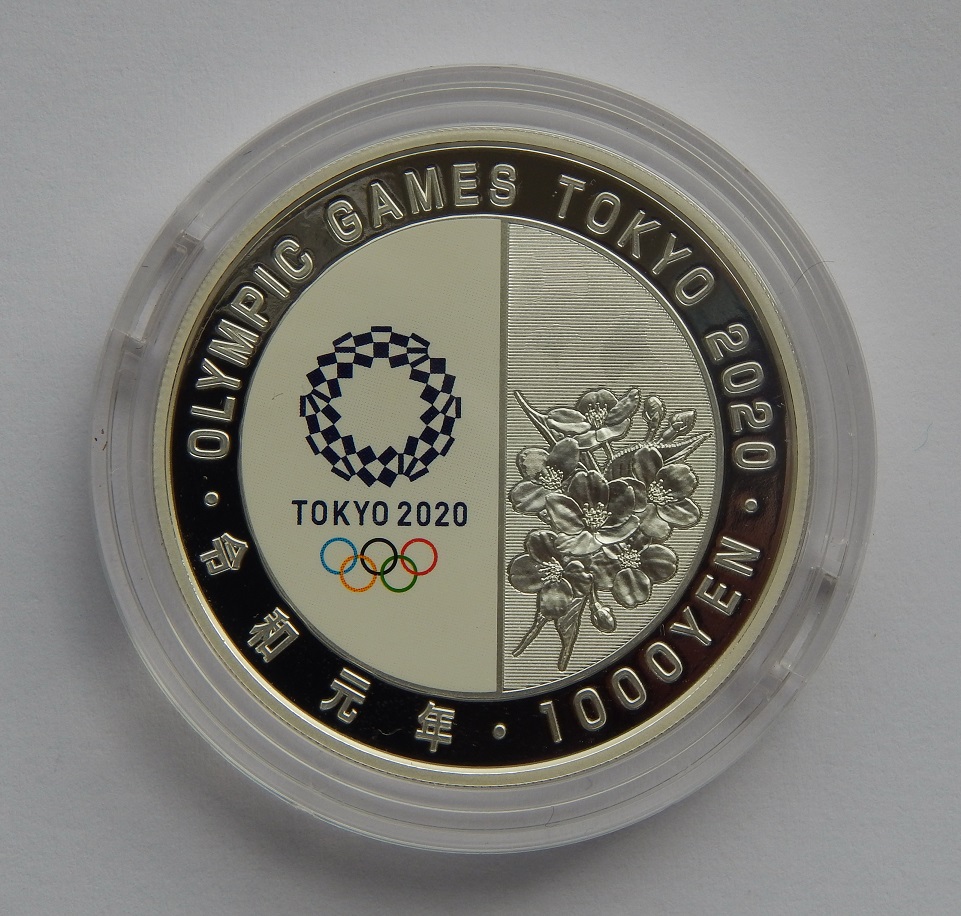 OLYMPIC GAMES TOKYO 2020
TOKYO 2020
令和元年・1000YEN